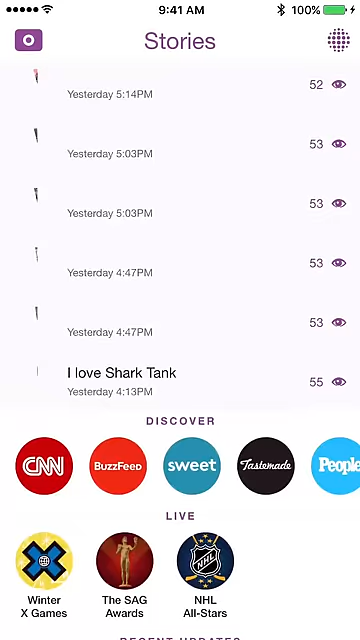 9:41 AM
100%
Stories
52
Yesterday 5:14PM
53
Yesterday 5:03PM
53
Yesterday 5:03PM
53
Yesterday 4:47PM
53
Yesterday 4:47PM
I love Shark Tank
55
Yesterday 4:13PM
DISCOVER
CNN
BuzzFeed
sweet
Tastemade
People
LIVE
NHL
Winter
X Games
The SAG
Awards
NHL
All-Stars
RECENT UPDATES